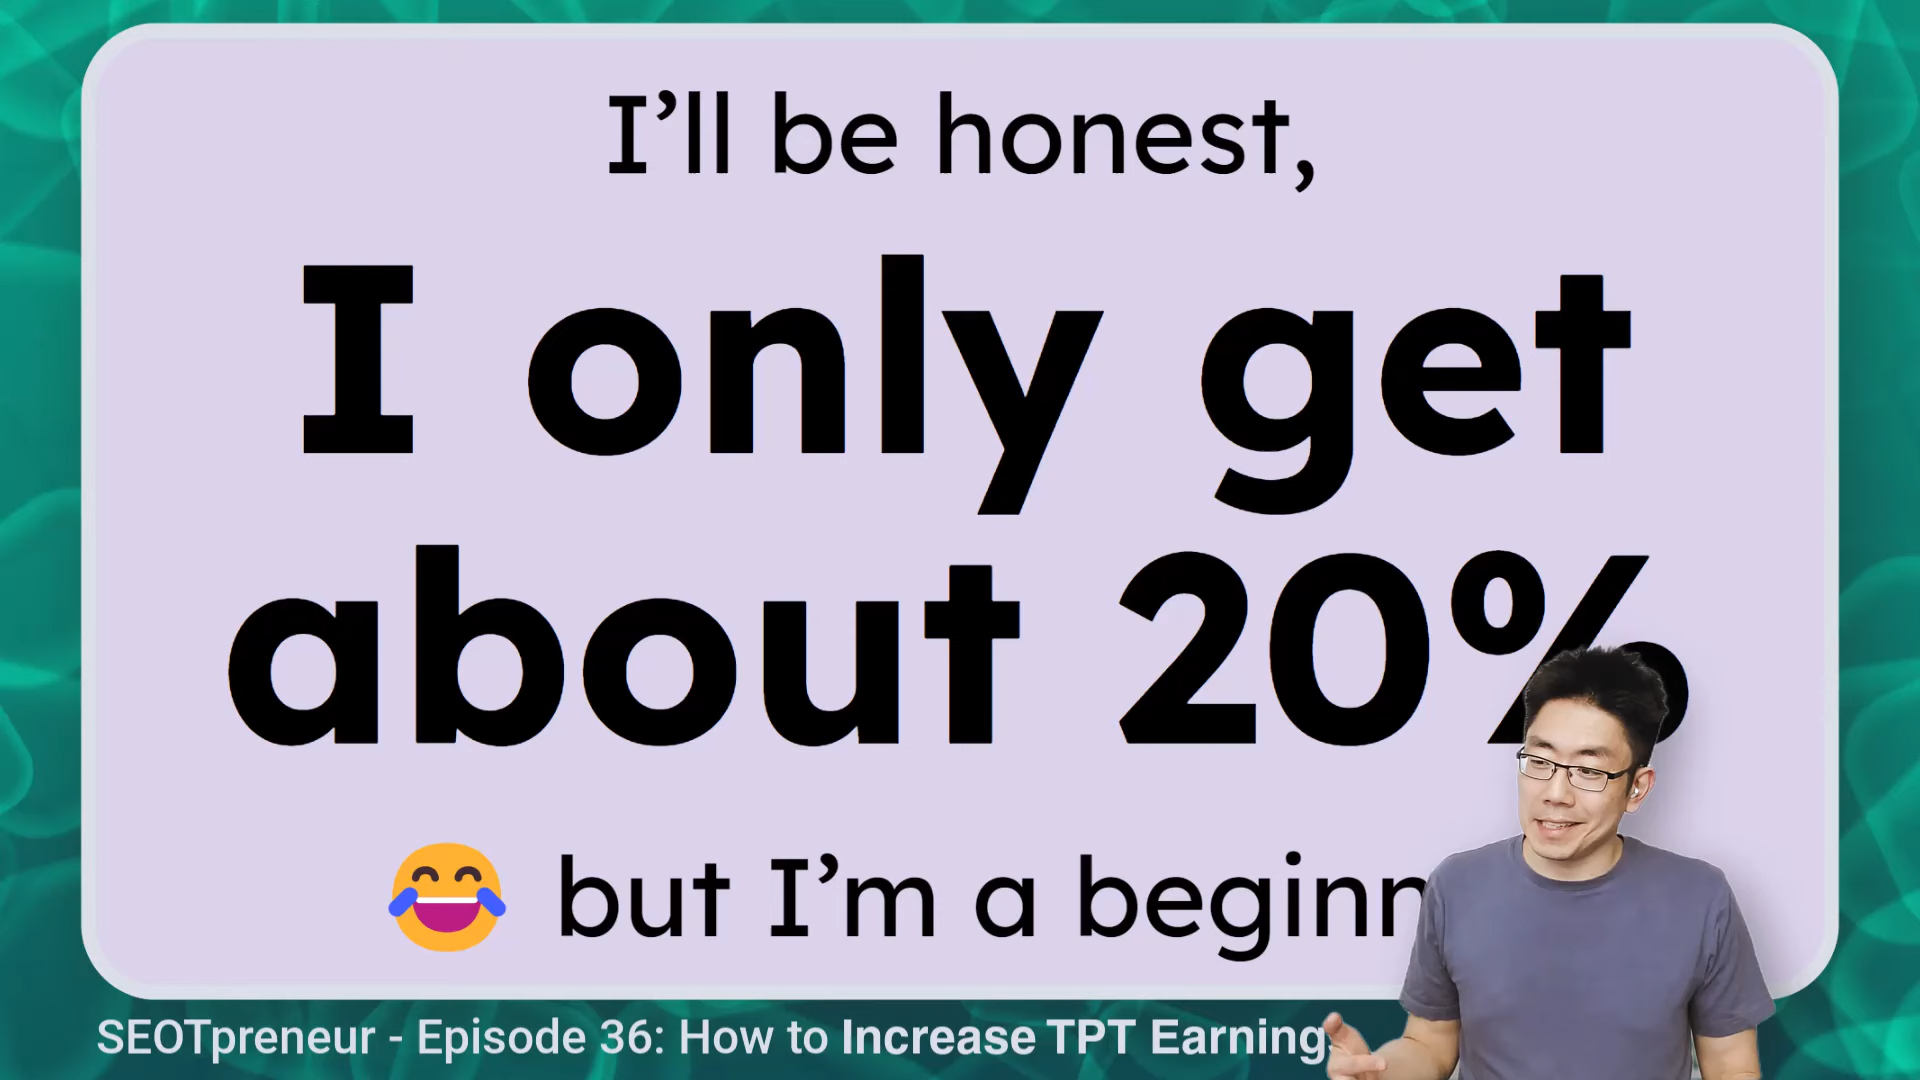 I’ll be honest,
I only get
about 20%
😂 but I’m a beginn
SEOTpreneur - Episode 36: How to Increase TPT Earning